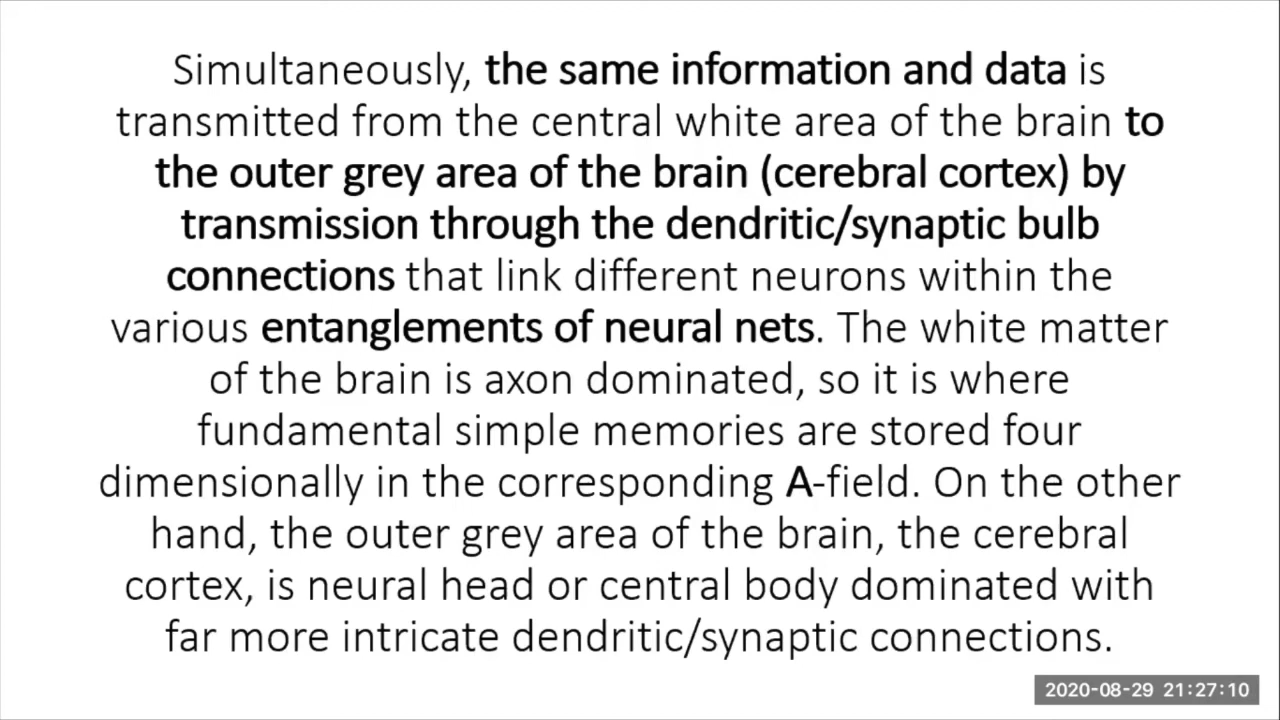 Simultaneously, the same information and data is
transmitted from the central white area of the brain to
the outer grey area of the brain (cerebral cortex) by
transmission through the dendritic/synaptic bulb
connections that link different neurons within the
various entanglements of neural nets. The white matter
of the brain is axon dominated, so it is where
fundamental simple memories are stored four
dimensionally in the corresponding A-field. On the other
hand, the outer grey area of the brain, the cerebral
cortex, is neural head or central body dominated with
far more intricate dendritic/synaptic connections.
2020-08-29 21:27:10